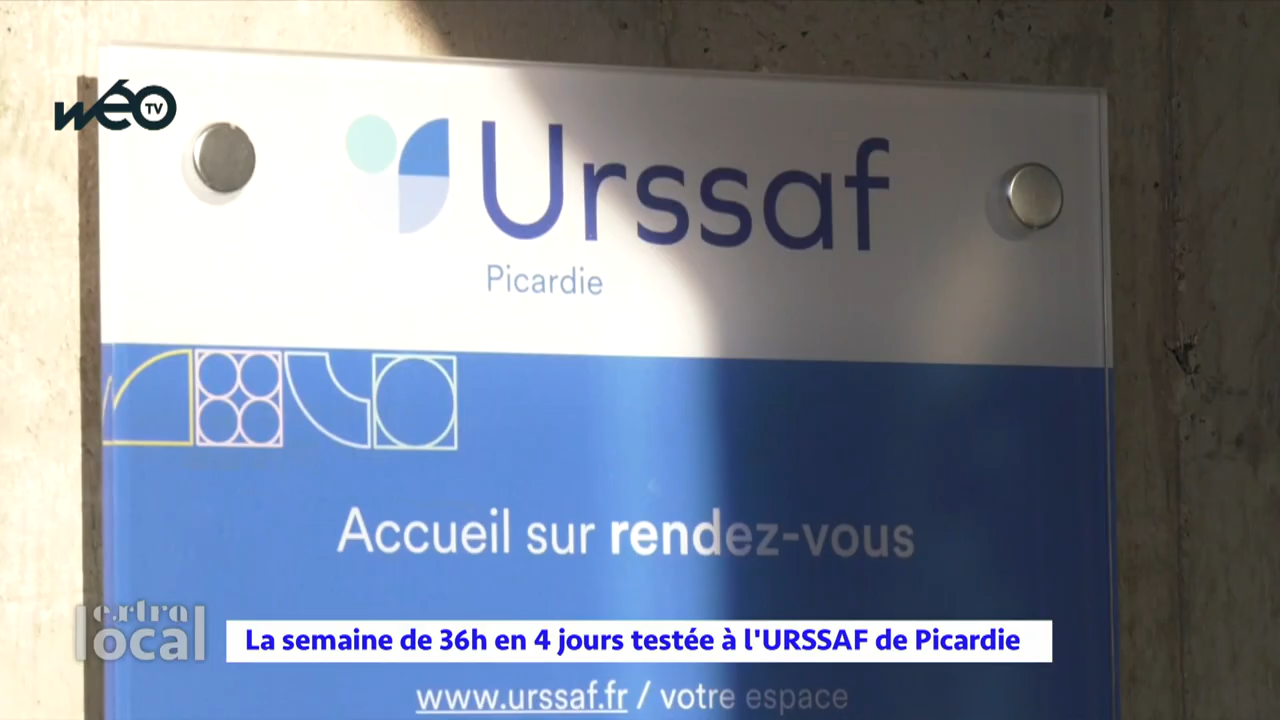 wéo TV
Urssaf
Picardie
Accueil sur rendez-vous
extra local
La semaine de 36h en 4 jours testée à l'URSSAF de Picardie
www.urssaf.fr / votre espace